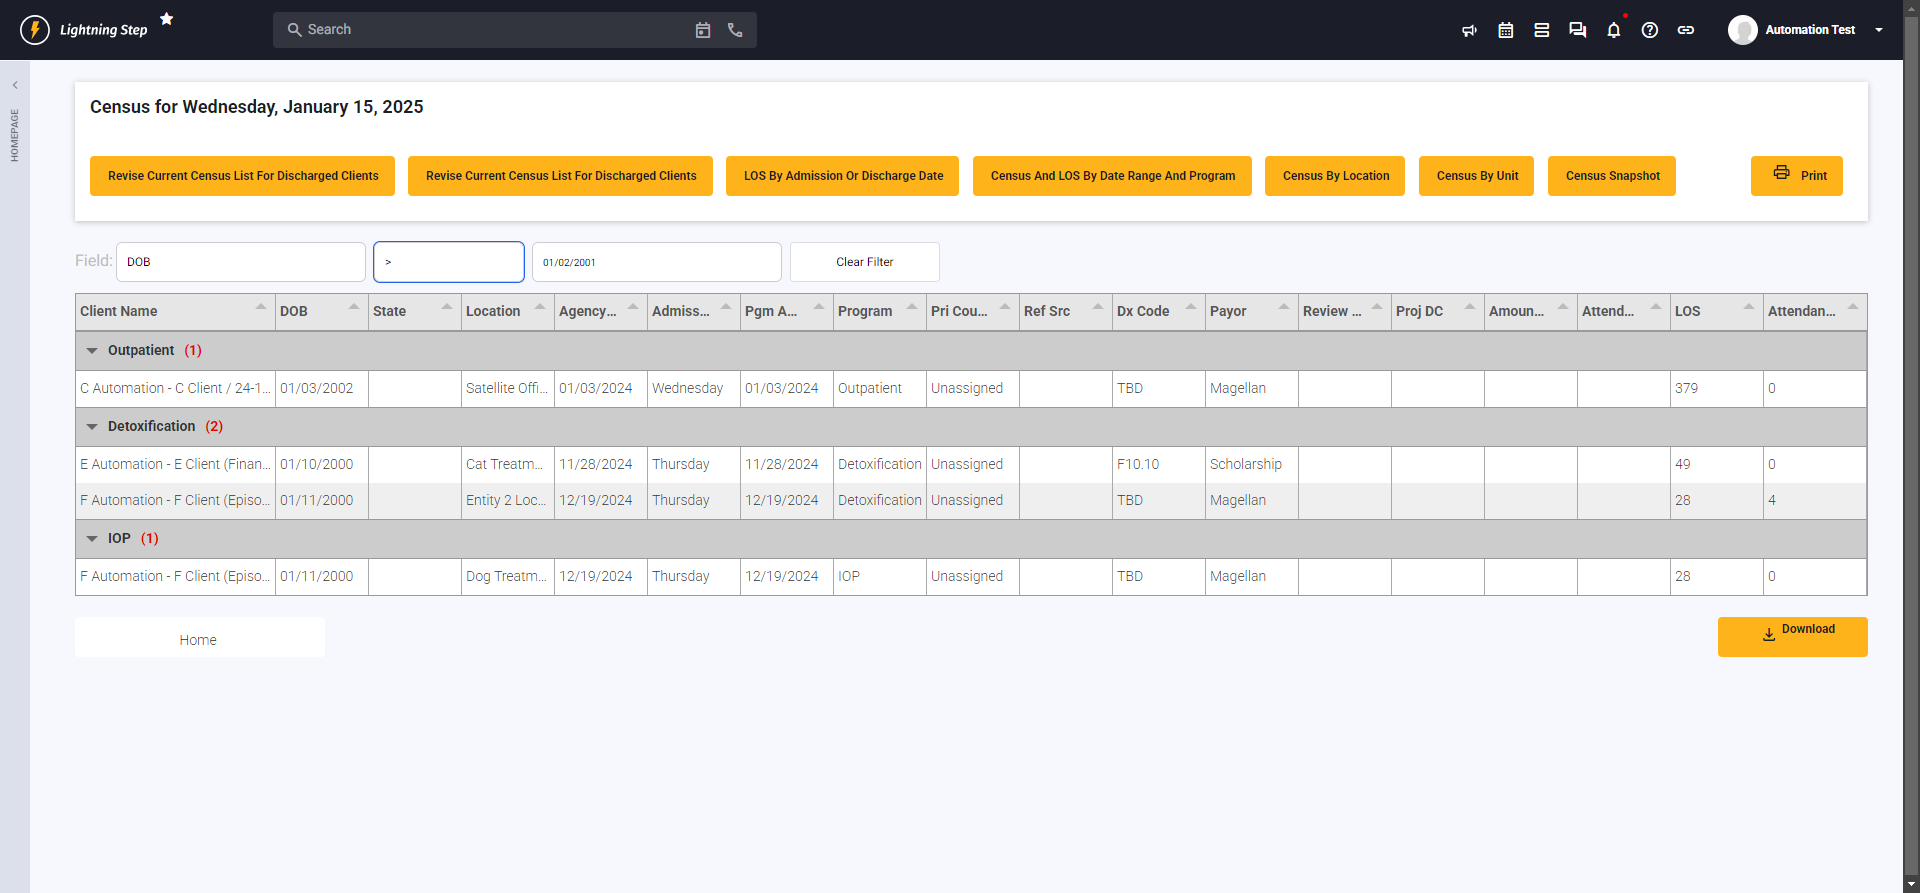 Lightning Step
Search
Automation Test
HOMEPAGE
Census for Wednesday, January 15, 2025
Revise Current Census List For Discharged Clients
Revise Current Census List For Discharged Clients
LOS By Admission Or Discharge Date
Census And LOS By Date Range And Program
Census By Location
Census By Unit
Census Snapshot
Print
Field: DOB > 01/02/2001 Clear Filter
Client Name DOB State Location Agency... Admiss... Pgm A... Program Pri Cou... Ref Src Dx Code Payor Review ... Proj DC Amoun... Attend... LOS Attendan...
Outpatient (1)
C Automation - C Client / 24-1... 01/03/2002 Satellite Offi... 01/03/2024 Wednesday 01/03/2024 Outpatient Unassigned TBD Magellan 379 0
Detoxification (2)
E Automation - E Client (Finan... 01/10/2000 Cat Treatm... 11/28/2024 Thursday 11/28/2024 Detoxification Unassigned F10.10 Scholarship 49 0
F Automation - F Client (Episo... 01/11/2000 Entity 2 Loc... 12/19/2024 Thursday 12/19/2024 Detoxification Unassigned TBD Magellan 28 4
IOP (1)
F Automation - F Client (Episo... 01/11/2000 Dog Treatm... 12/19/2024 Thursday 12/19/2024 IOP Unassigned TBD Magellan 28 0
Home
Download